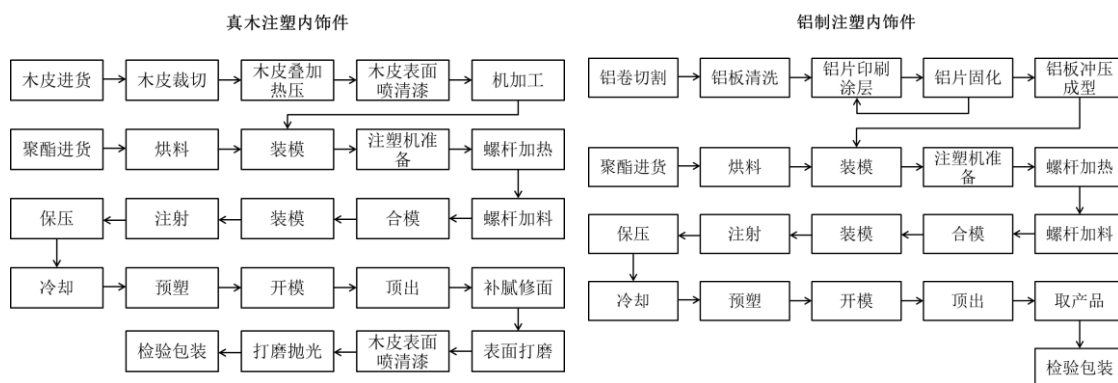 真木注塑内饰件
木皮进货
木皮裁切
木皮叠加
热压
木皮表面
喷清漆
机加工
聚酯进货
烘料
装模
注塑机准
备
螺杆加热
保压
注射
装模
合模
螺杆加料
冷却
预塑
开模
顶出
补腻修面
检验包装
打磨抛光
木皮表面
喷清漆
表面打磨
铝制注塑内饰件
铝卷切割
铝板清洗
铝片印刷
涂层
铝片固化
铝板冲压
成型
聚酯进货
烘料
装模
注塑机准
备
螺杆加热
保压
注射
装模
合模
螺杆加料
冷却
预塑
开模
顶出
取产品
检验包装